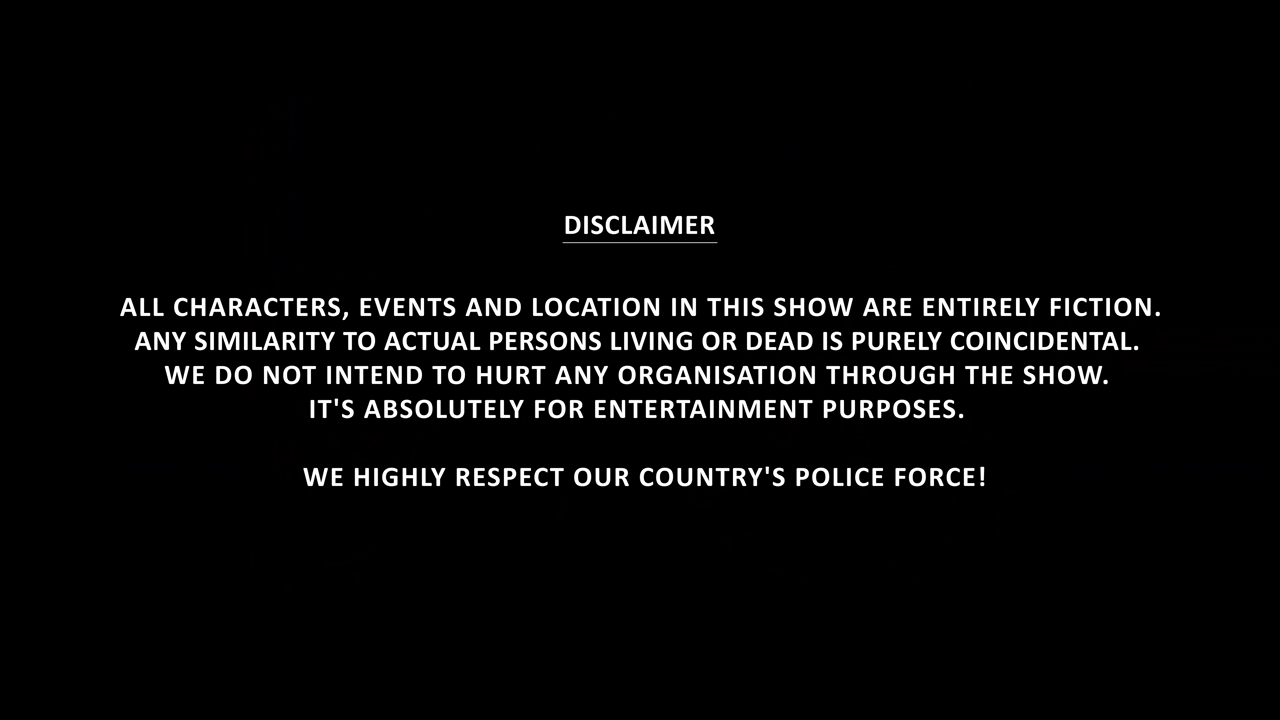 DISCLAIMER
ALL CHARACTERS, EVENTS AND LOCATION IN THIS SHOW ARE ENTIRELY FICTION.
ANY SIMILARITY TO ACTUAL PERSONS LIVING OR DEAD IS PURELY COINCIDENTAL.
WE DO NOT INTEND TO HURT ANY ORGANISATION THROUGH THE SHOW.
IT'S ABSOLUTELY FOR ENTERTAINMENT PURPOSES.
WE HIGHLY RESPECT OUR COUNTRY'S POLICE FORCE!